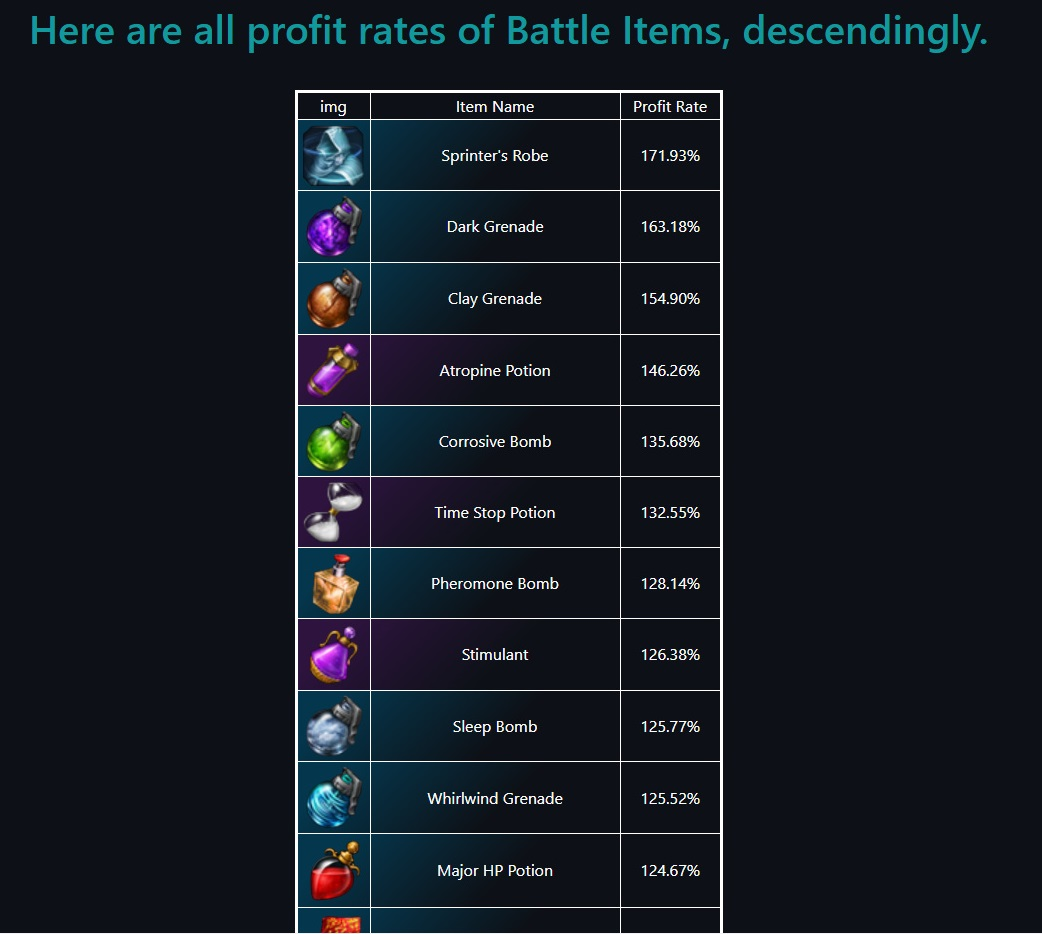 Here are all profit rates of Battle Items, descendingly.
img Item Name Profit Rate
Sprinter's Robe 171.93%
Dark Grenade 163.18%
Clay Grenade 154.90%
Atropine Potion 146.26%
Corrosive Bomb 135.68%
Time Stop Potion 132.55%
Pheromone Bomb 128.14%
Stimulant 126.38%
Sleep Bomb 125.77%
Whirlwind Grenade 125.52%
Major HP Potion 124.67%